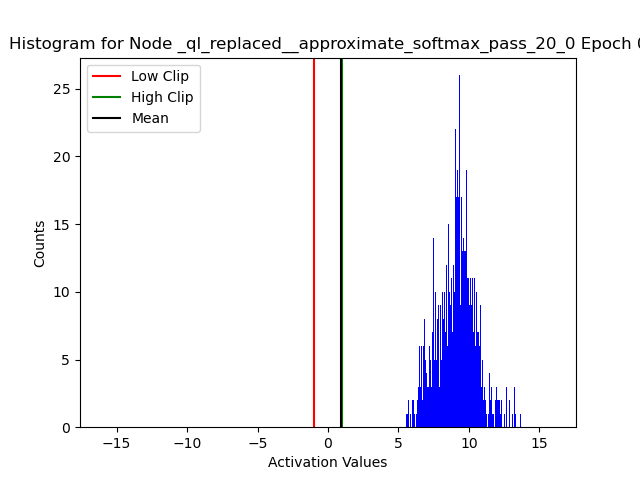 Histogram for Node _ql_replaced__approximate_softmax_pass_20_0 Epoch 0
Low Clip
High Clip
Mean
25
20
15
10
5
0
Counts
−15
−10
−5
0
5
10
15
Activation Values